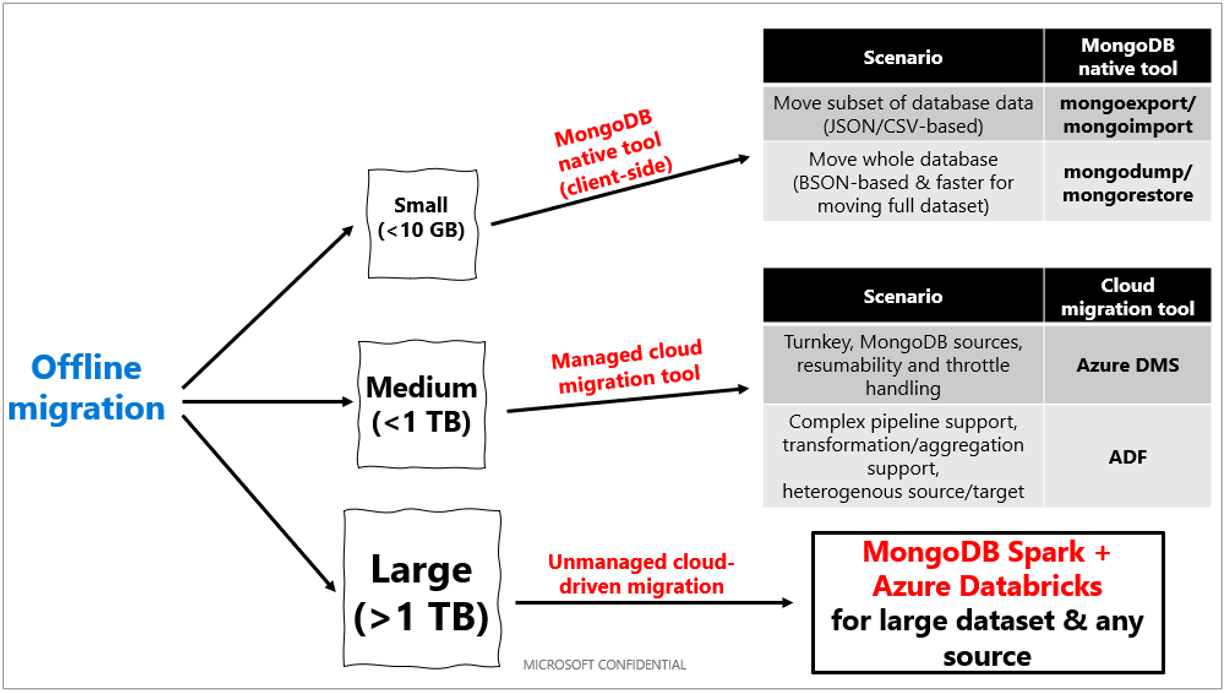 Offline
migration
Small
(<10 GB)
MongoDB
native tool
(client-side)
Scenario
MongoDB
native tool
Move subset of database data
(JSON/CSV-based)
mongoexport/
mongoimport
Move whole database
(BSON-based & faster for
moving full dataset)
mongodump/
mongorestore
Medium
(<1 TB)
Managed cloud
migration tool
Scenario
Cloud
migration tool
Turnkey, MongoDB sources,
resumability and throttle
handling
Azure DMS
Complex pipeline support,
transformation/aggregation
support,
heterogenous source/target
ADF
Large
(>1 TB)
Unmanaged cloud-
driven migration
MongoDB Spark +
Azure Databricks
for large dataset & any
source
MICROSOFT CONFIDENTIAL